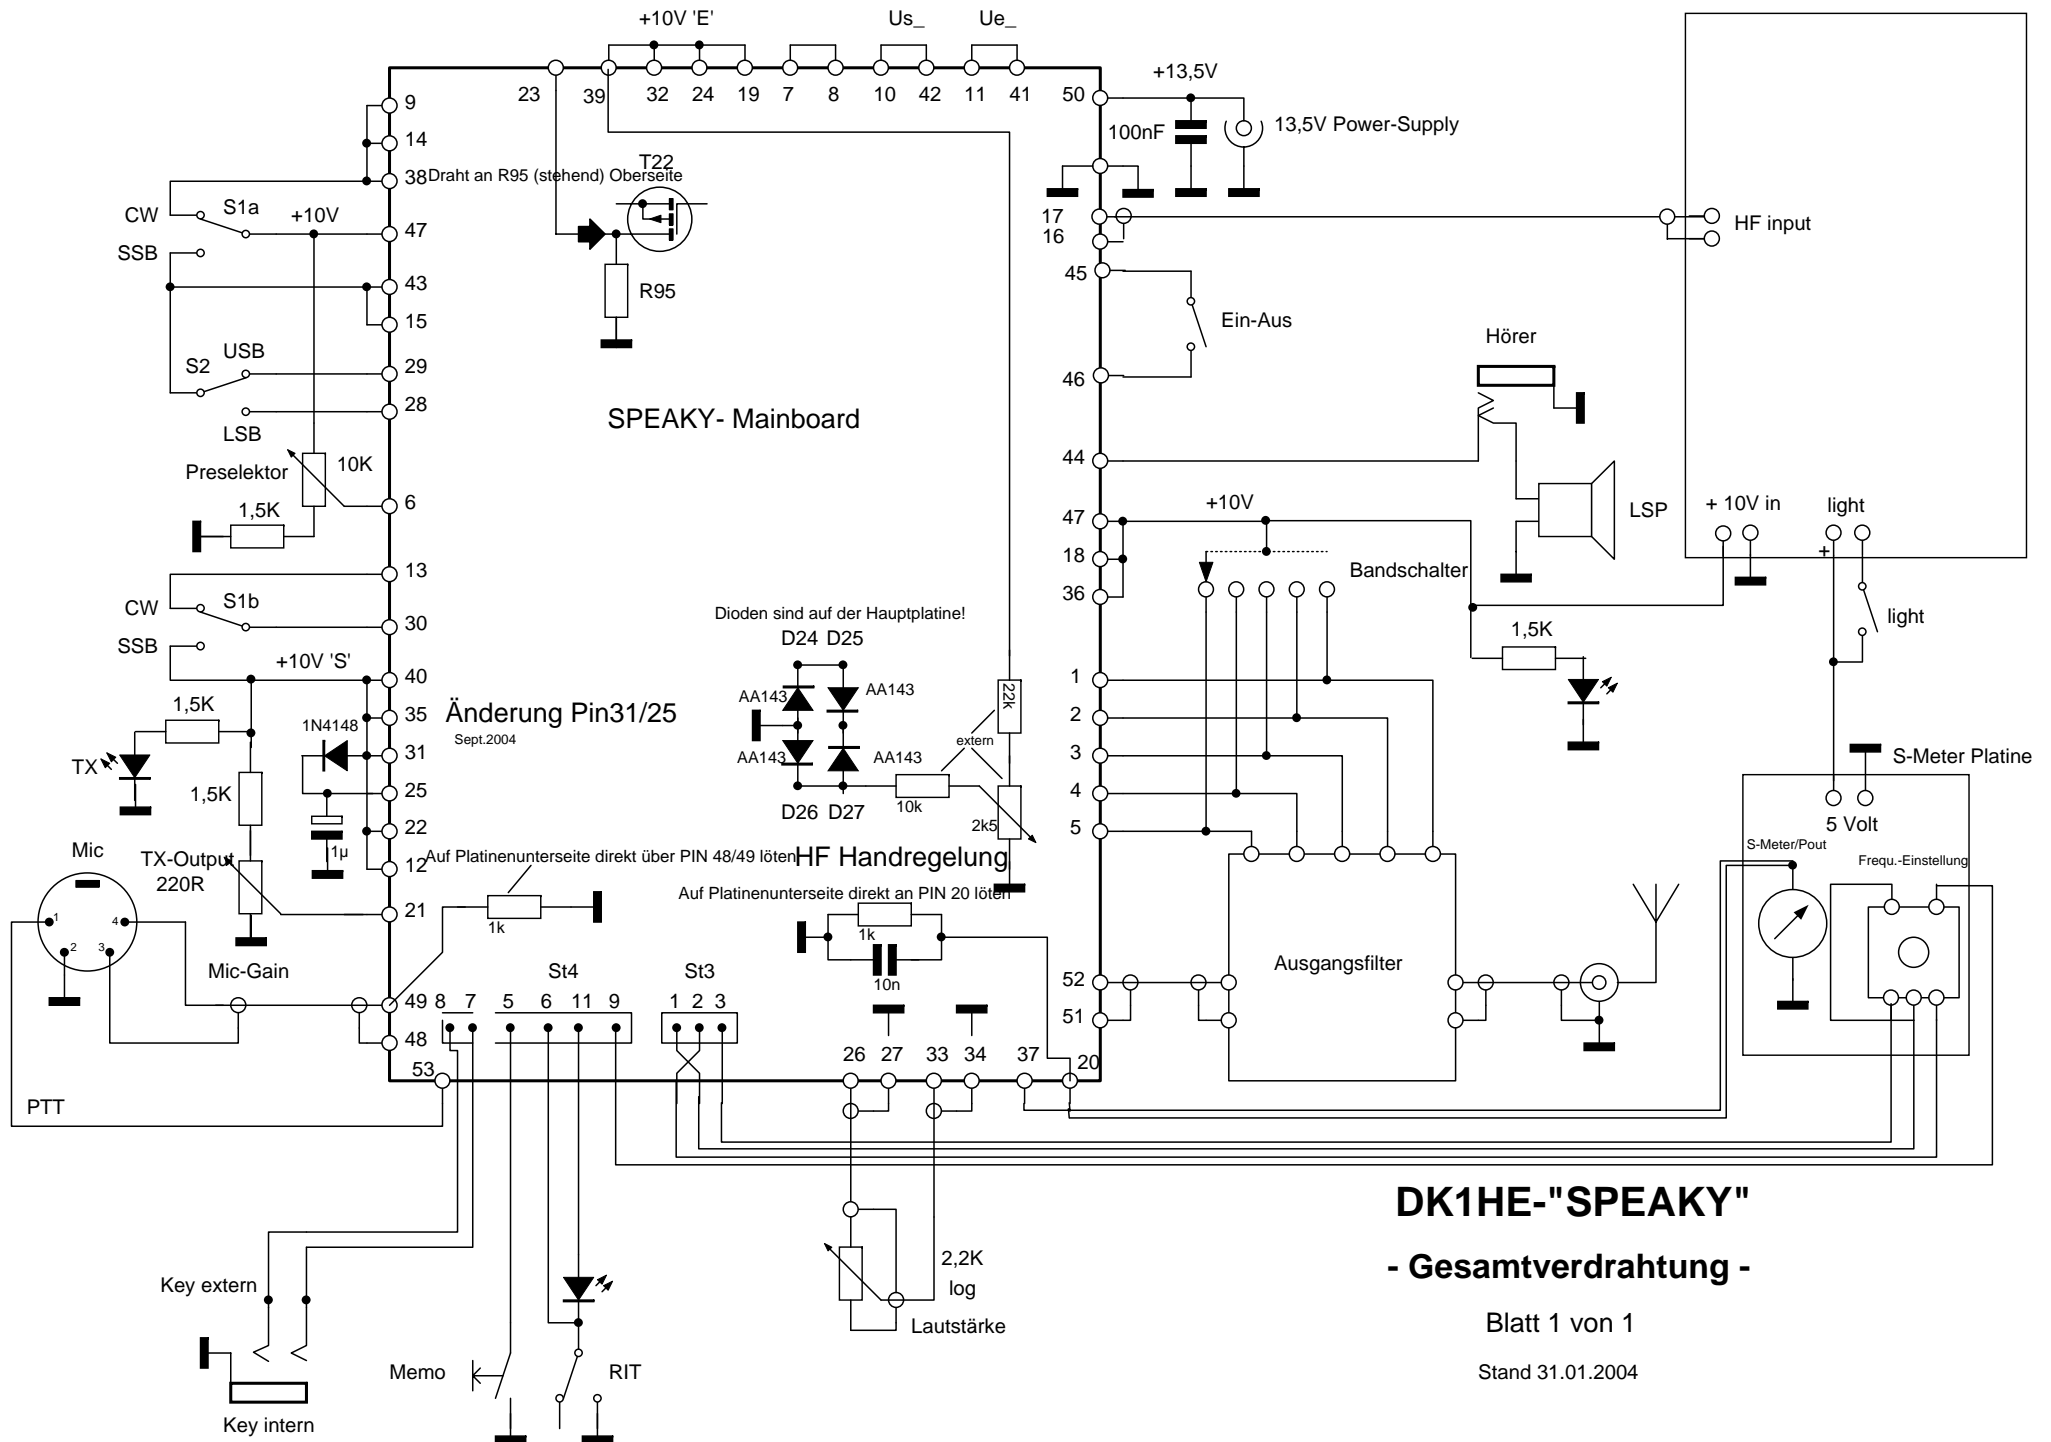 +10V 'E'
Us_
Ue_
23
39
32
24
19
7
8
10
42
11
41
50
+13,5V
100nF
13,5V Power-Supply
9
14
38
Draht an R95 (stehend) Oberseite
T22
R95
CW
S1a
+10V
47
SSB
43
15
S2
USB
29
28
LSB
Preselektor
10K
6
1,5K
SPEAKY- Mainboard
17
16
HF input
45
Ein-Aus
46
Hörer
44
LSP
47
+10V
18
36
Bandschalter
+ 10V in
light
+
light
1,5K
13
CW
S1b
30
SSB
+10V 'S'
40
1,5K
35
1N4148
31
TX
25
1,5K
22
1µ
12
TX-Output
220R
21
Änderung Pin31/25
Sept.2004
Dioden sind auf der Hauptplatine!
D24 D25
AA143
AA143
AA143
AA143
D26 D27
extern
22k
10k
2k5
HF Handregelung
1
2
3
4
5
S-Meter Platine
5 Volt
S-Meter/Pout
Frequ.-Einstellung
Mic
1
2
3
4
Mic-Gain
Auf Platinenunterseite direkt über PIN 48/49 löten
1k
Auf Platinenunterseite direkt an PIN 20 löten
1k
10n
49
48
53
PTT
St4
8 7 5 6 11 9
St3
1 2 3
26
27
33
34
37
20
52
51
Ausgangsfilter
2,2K
log
Lautstärke
Key extern
Key intern
Memo
RIT
DK1HE-"SPEAKY"
- Gesamtverdrahtung -
Blatt 1 von 1
Stand 31.01.2004